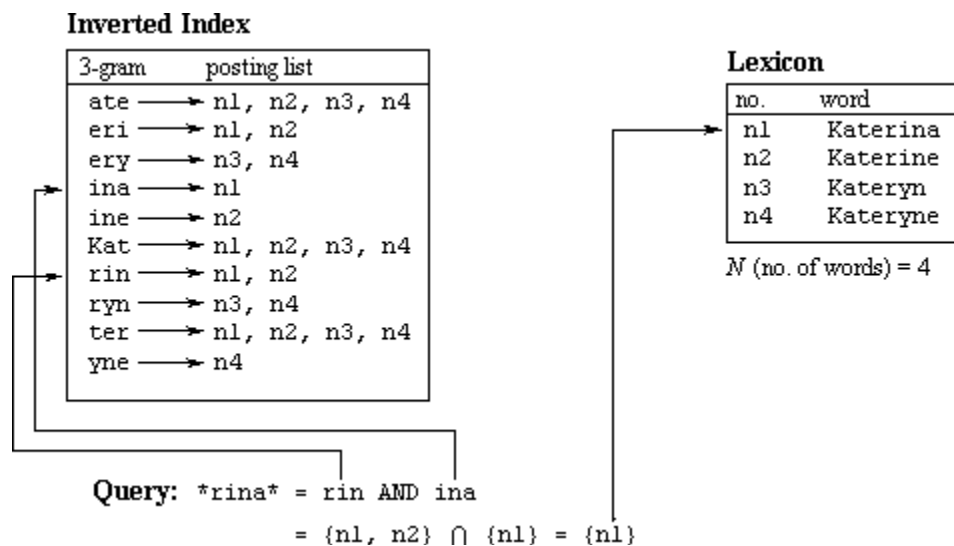 Inverted Index
3-gram posting list
ate n1, n2, n3, n4
eri n1, n2
ery n3, n4
ina n1
ine n2
Kat n1, n2, n3, n4
rin n1, n2
ryn n3, n4
ter n1, n2, n3, n4
yne n4
Lexicon
no. word
n1 Katerina
n2 Katerine
n3 Kateryn
n4 Kateryne
N (no. of words) = 4
Query: *rina* = rin AND ina
= {n1, n2} ∩ {n1} = {n1}